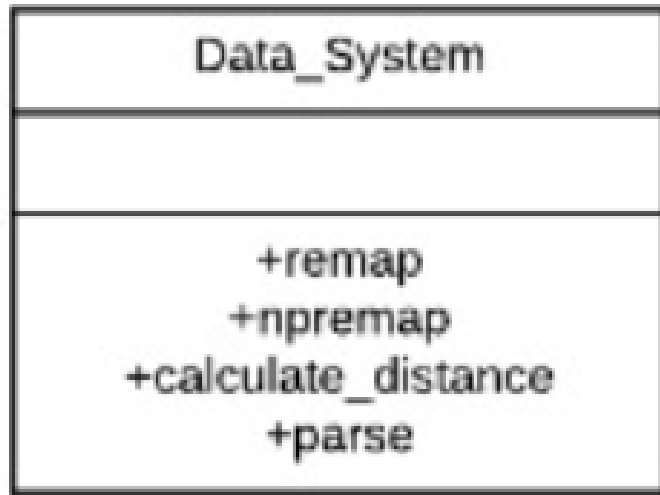 Data_System
+remap
+npremap
+calculate_distance
+parse